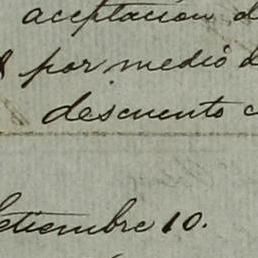 aceptacion d
por medio d
descuento c
Setiembre 10.